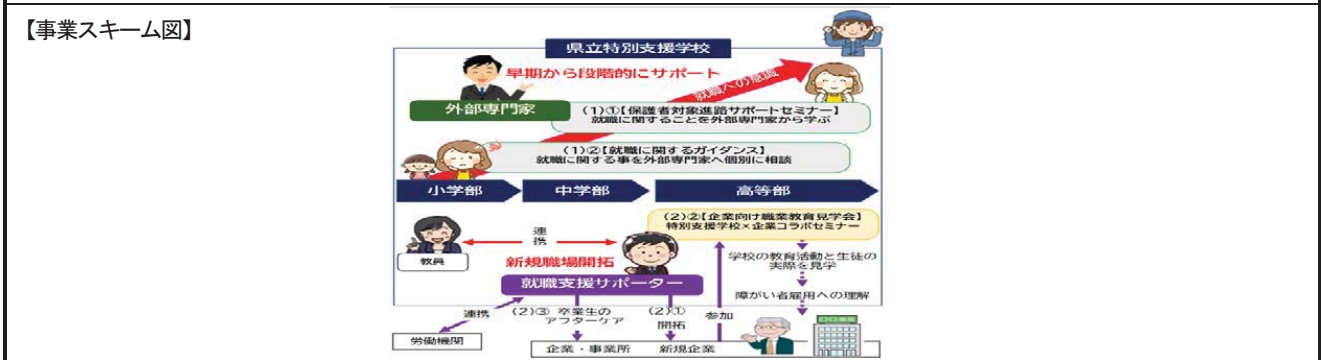 【事業スキーム図】
県立特別支援学校
早期から段階的にサポート
就職への意識
外部専門家
(1)①【保護者対象進路サポートセミナー】
就職に関することを外部専門家から学ぶ
(1)②【就職に関するガイダンス】
就職に関する事を外部専門家へ個別に相談
小学部
中学部
高等部
(2)②【企業向け職業教育見学会】
特別支援学校×企業コラボセミナー
連
携
教員
新規職場開拓
学校の教育活動と生徒の
実際を見学
就職支援サポーター
障がい者雇用への理解
連携
(2)③ 卒業生の
アフターケア
(2)①
開拓
参加
労働機関
企業・事業所
新規企業